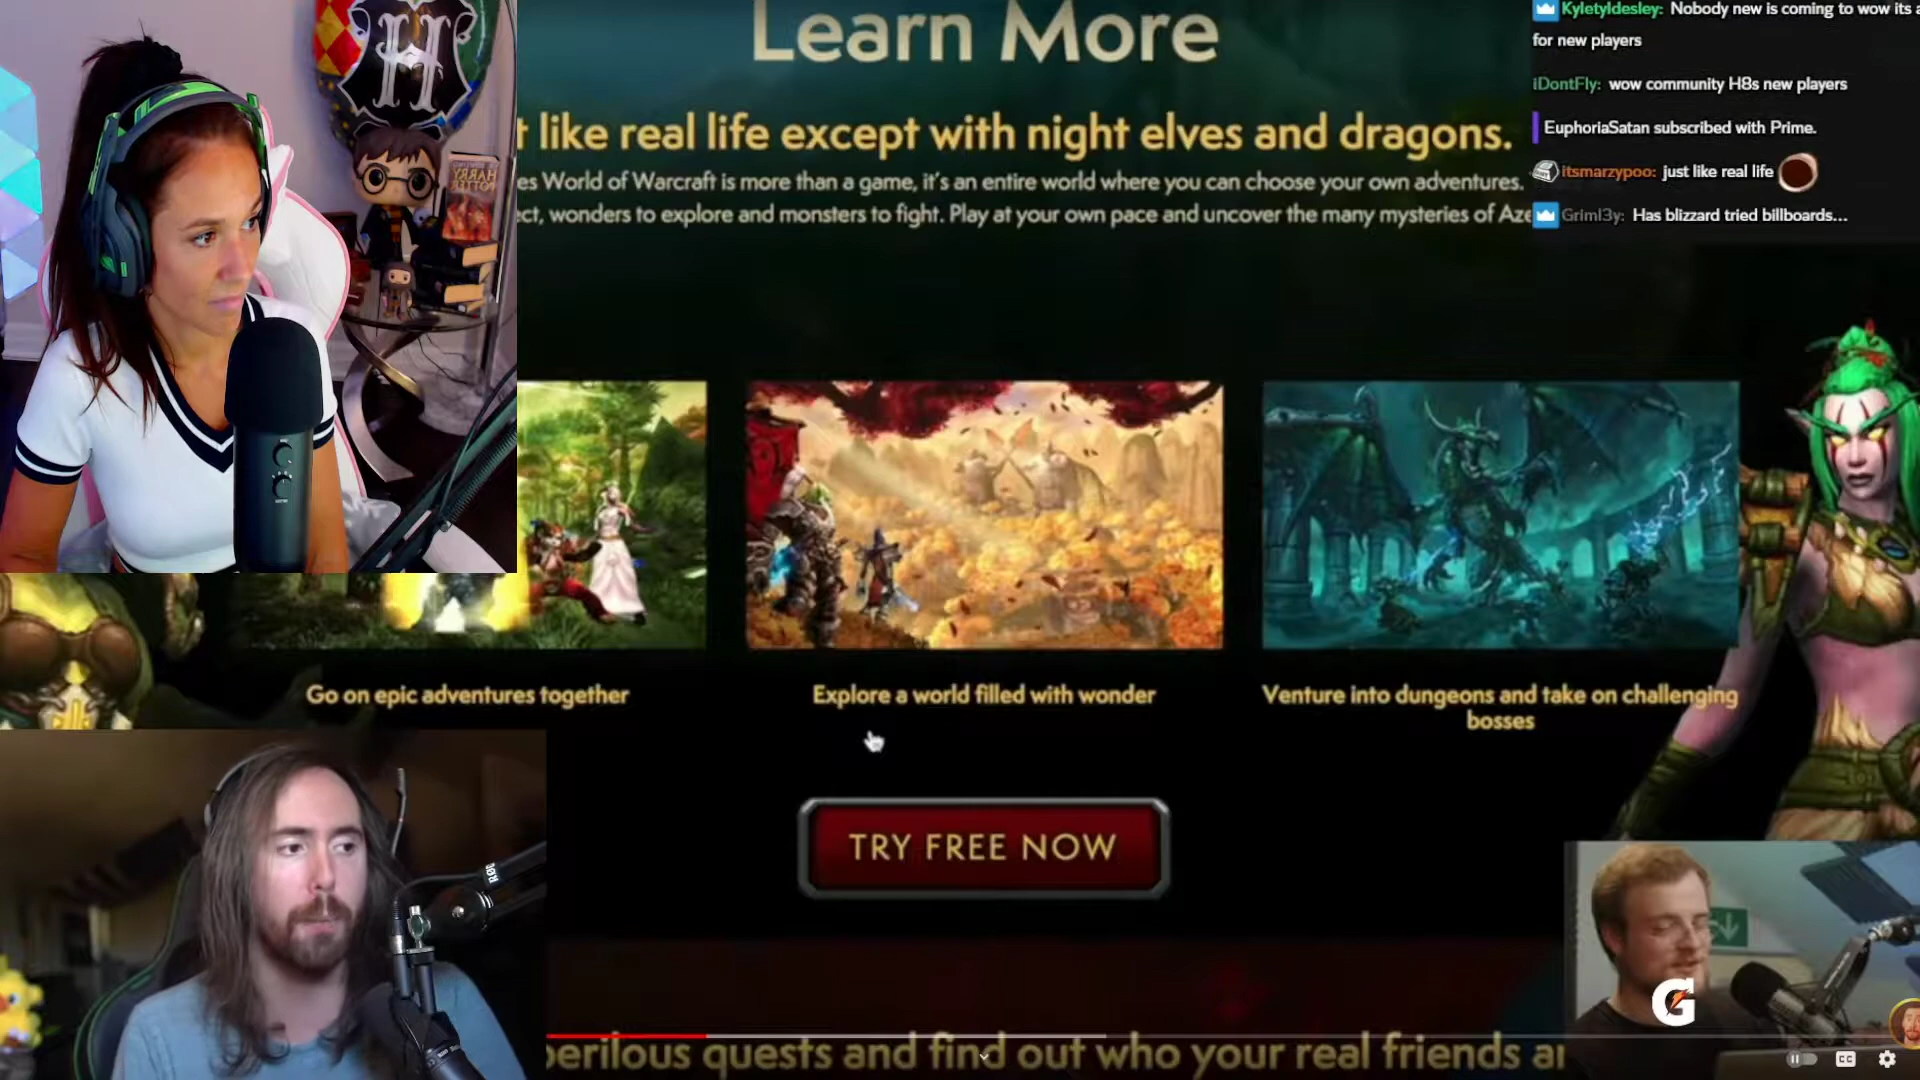 Learn More
t like real life except with night elves and dragons.
es World of Warcraft is more than a game, it's an entire world where you can choose your own adventures.
ect, wonders to explore and monsters to fight. Play at your own pace and uncover the many mysteries of Aze
Kyletyldesley: Nobody new is coming to wow its a
for new players
iDontFly: wow community H8s new players
EuphoriaSatan subscribed with Prime.
itsmarzypoo: just like real life
Griml3y: Has blizzard tried billboards...
H
HARRY
POTTER
Go on epic adventures together
Explore a world filled with wonder
Venture into dungeons and take on challenging
bosses
TRY FREE NOW
G
perilous quests and find out who your real friends ar
CC